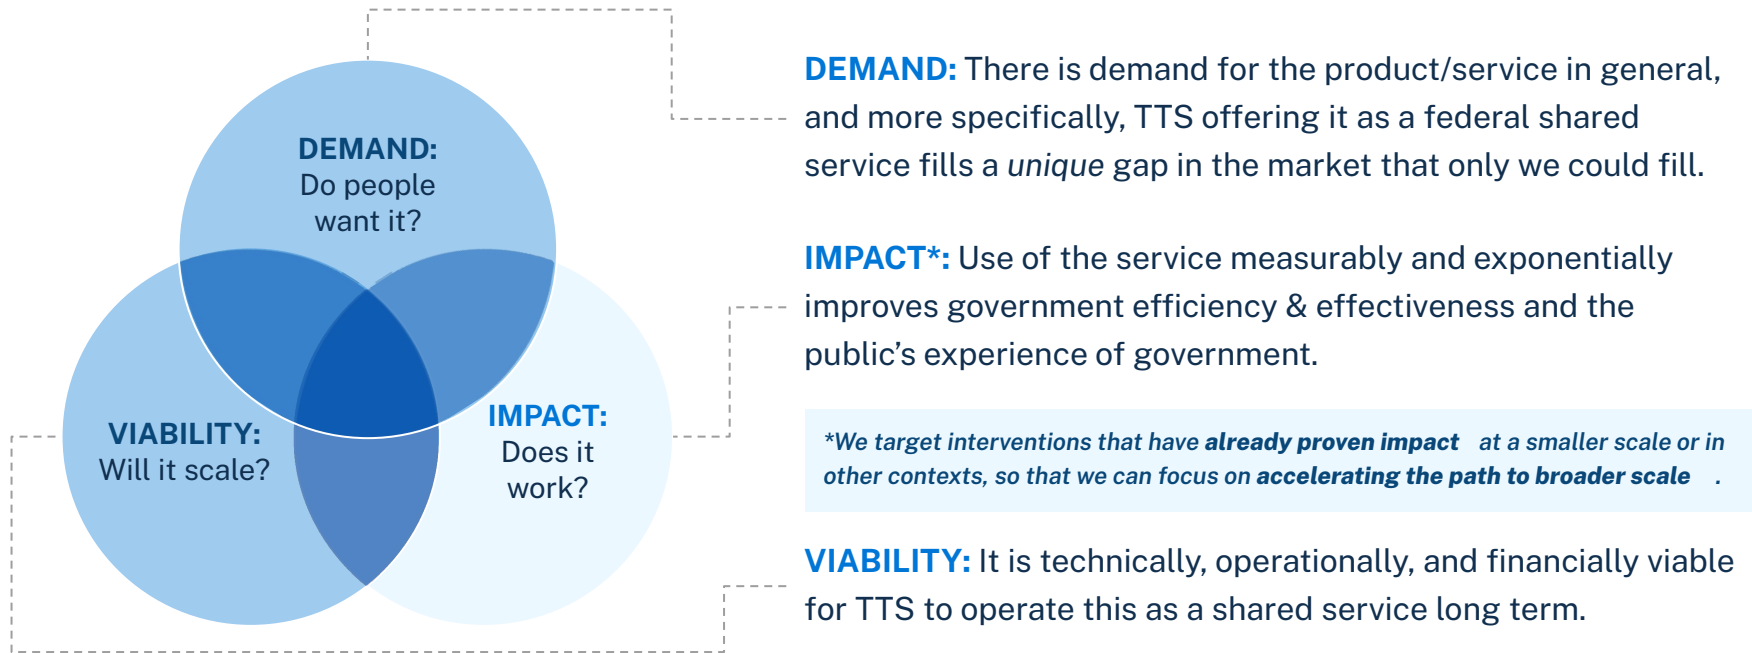 DEMAND:
Do people
want it?
VIABILITY:
Will it scale?
IMPACT:
Does it
work?
DEMAND: There is demand for the product/service in general,
and more specifically, TTS offering it as a federal shared
service fills a unique gap in the market that only we could fill.
IMPACT*: Use of the service measurably and exponentially
improves government efficiency & effectiveness and the
public’s experience of government.
*We target interventions that have already proven impact at a smaller scale or in
other contexts, so that we can focus on accelerating the path to broader scale .
VIABILITY: It is technically, operationally, and financially viable
for TTS to operate this as a shared service long term.